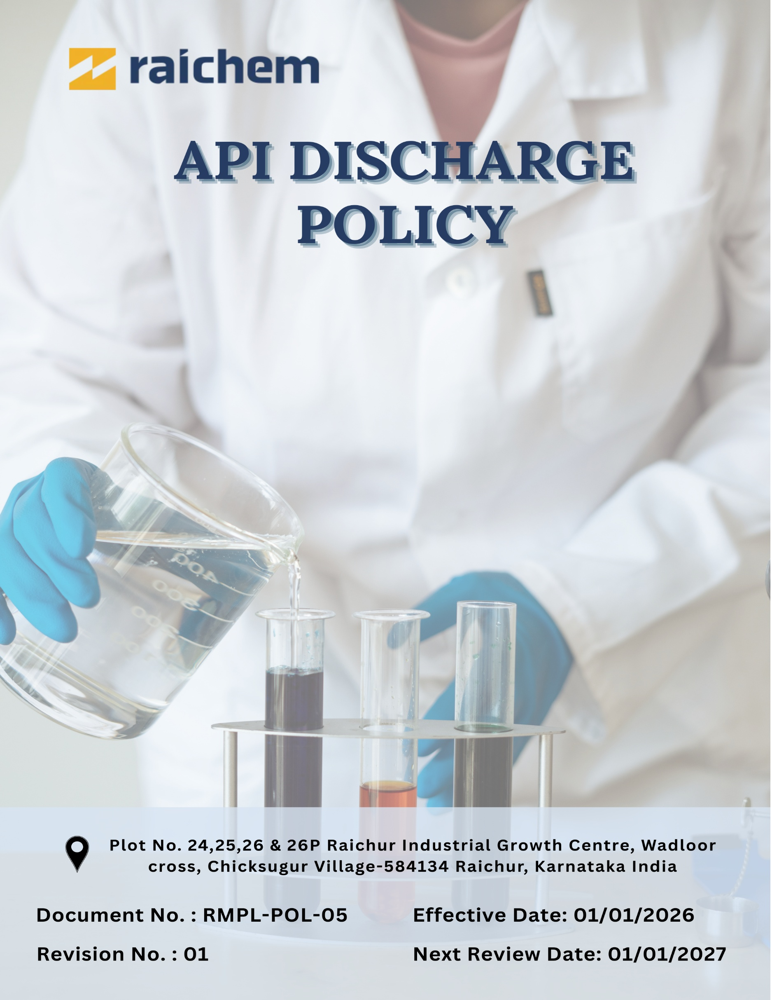 raichem
API DISCHARGE
POLICY
400
300
200
Plot No. 24,25,26 & 26P Raichur Industrial Growth Centre, Wadloor
cross, Chicksugur Village-584134 Raichur, Karnataka India
Document No. : RMPL-POL-05
Effective Date: 01/01/2026
Revision No. : 01
Next Review Date: 01/01/2027